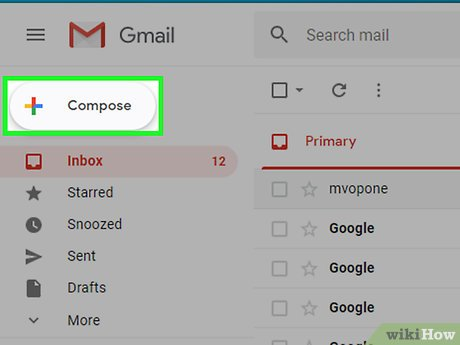 Gmail
Search mail
Compose
Primary
Inbox 12
Starred
mvopone
Snoozed
Google
Sent
Google
Drafts
Google
More
Google
wikiHow